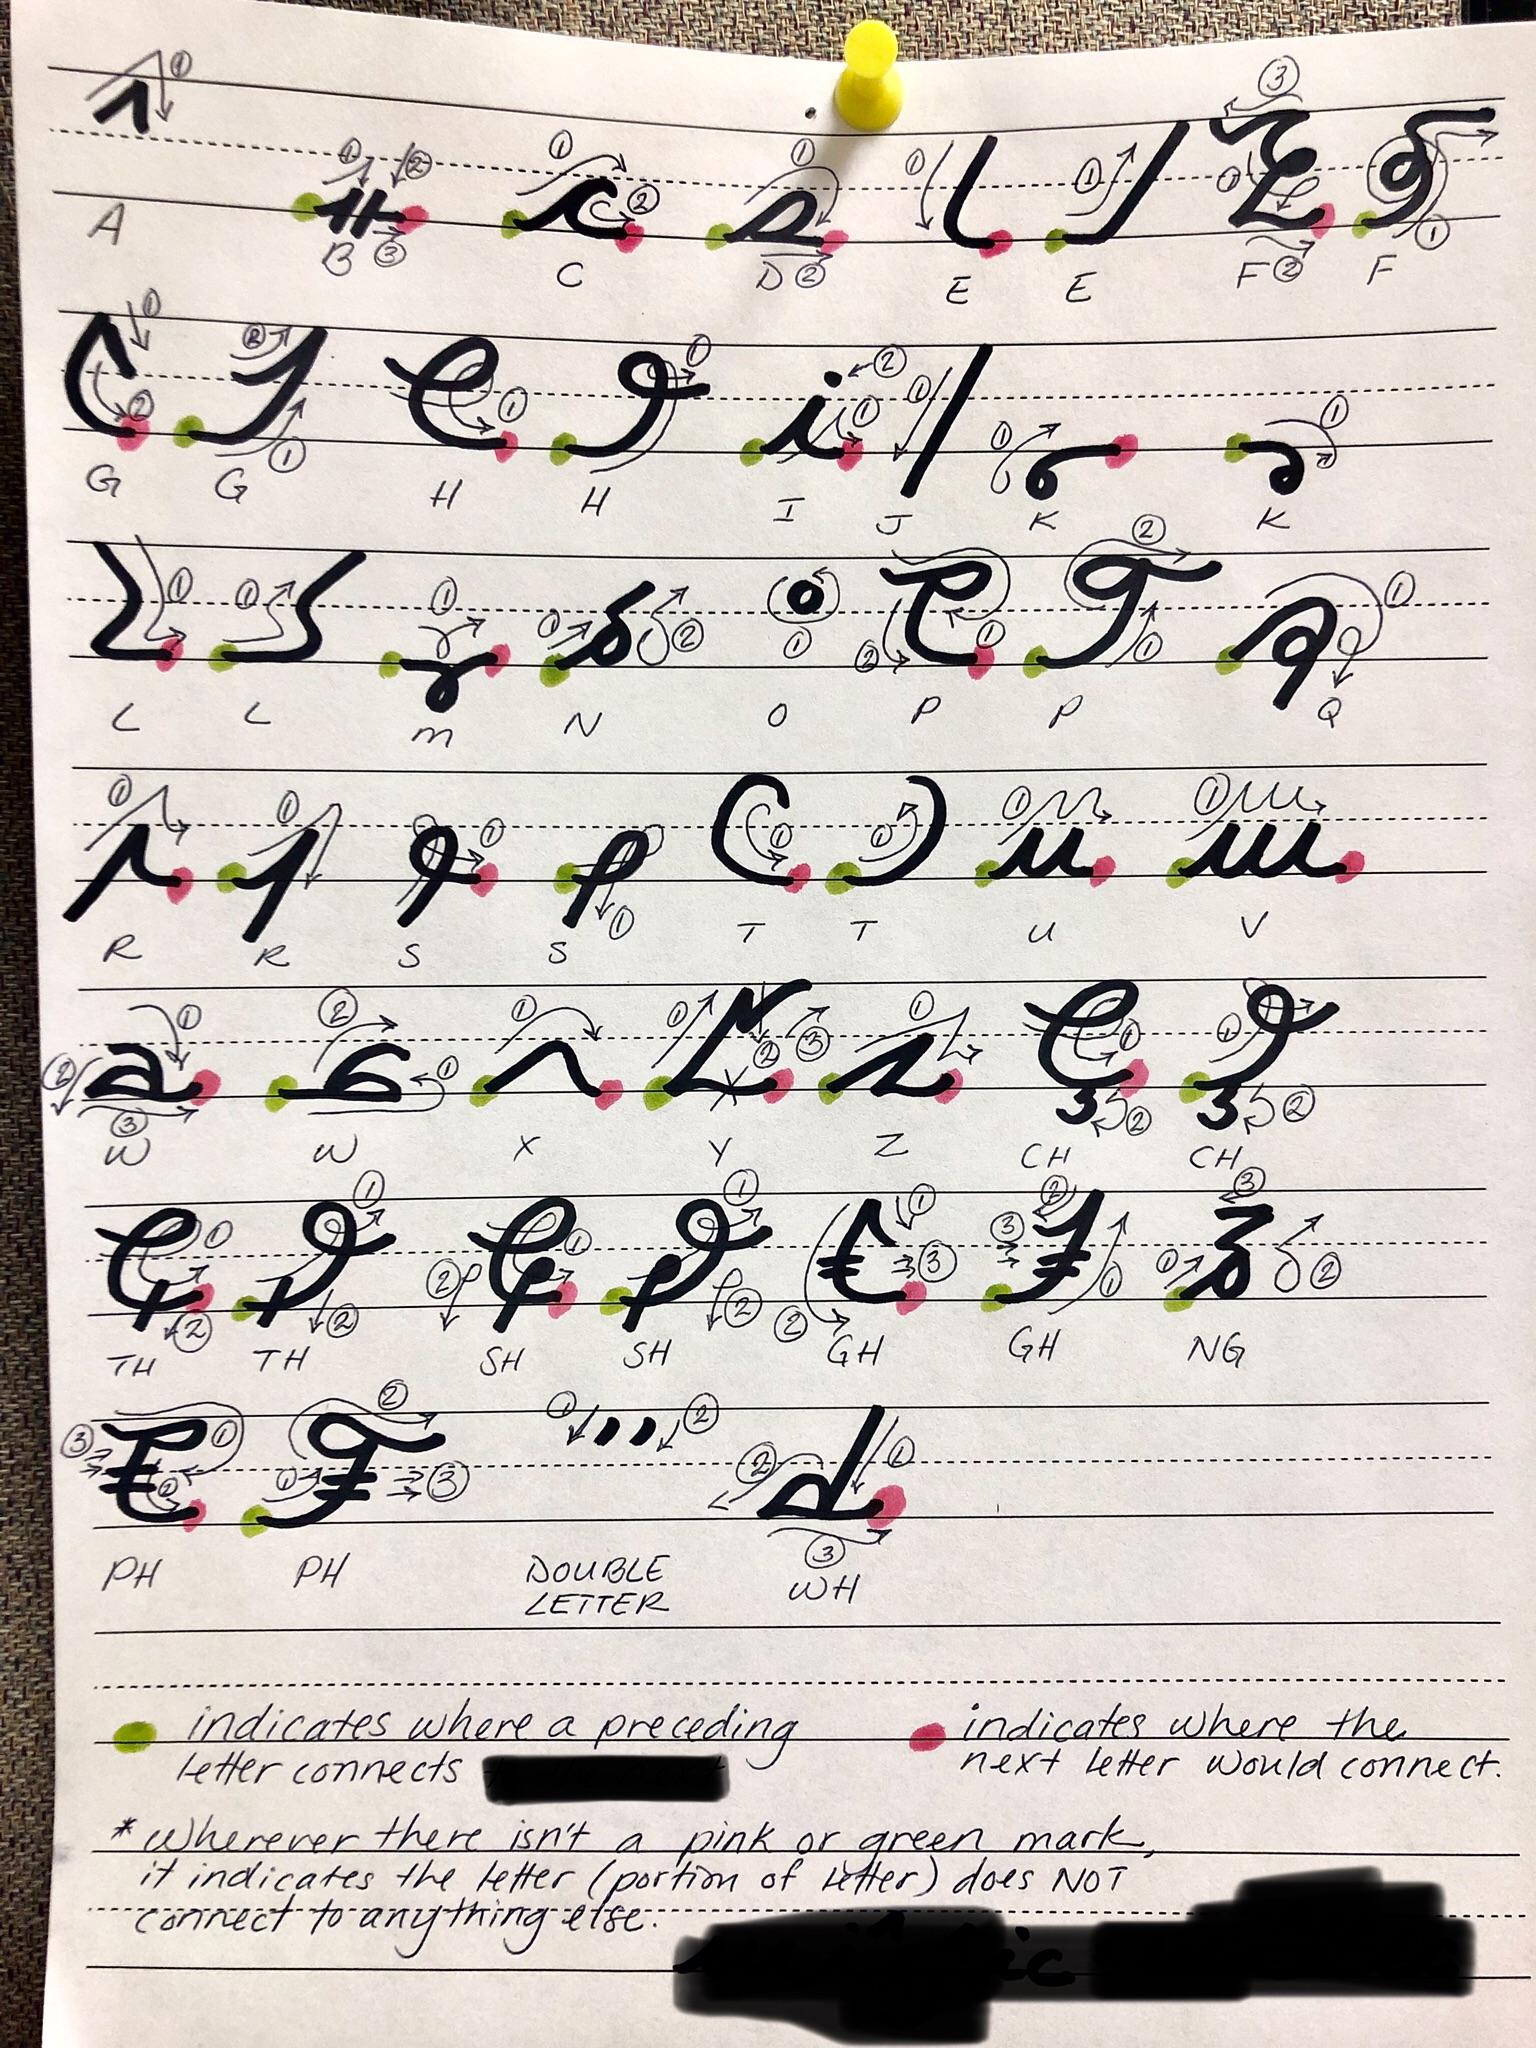 A B C D E E F F
G G H H I J K K
L L m N O P P Q
R R S S T T U V
W W X Y Z CH CH
TH TH SH SH GH GH NG
PH PH DOUBLE LETTER WH
indicates where a preceding letter connects
indicates where the next letter would connect.
* Wherever there isn't a pink or green mark,
it indicates the letter (portion of letter) does NOT
connect to anything else.